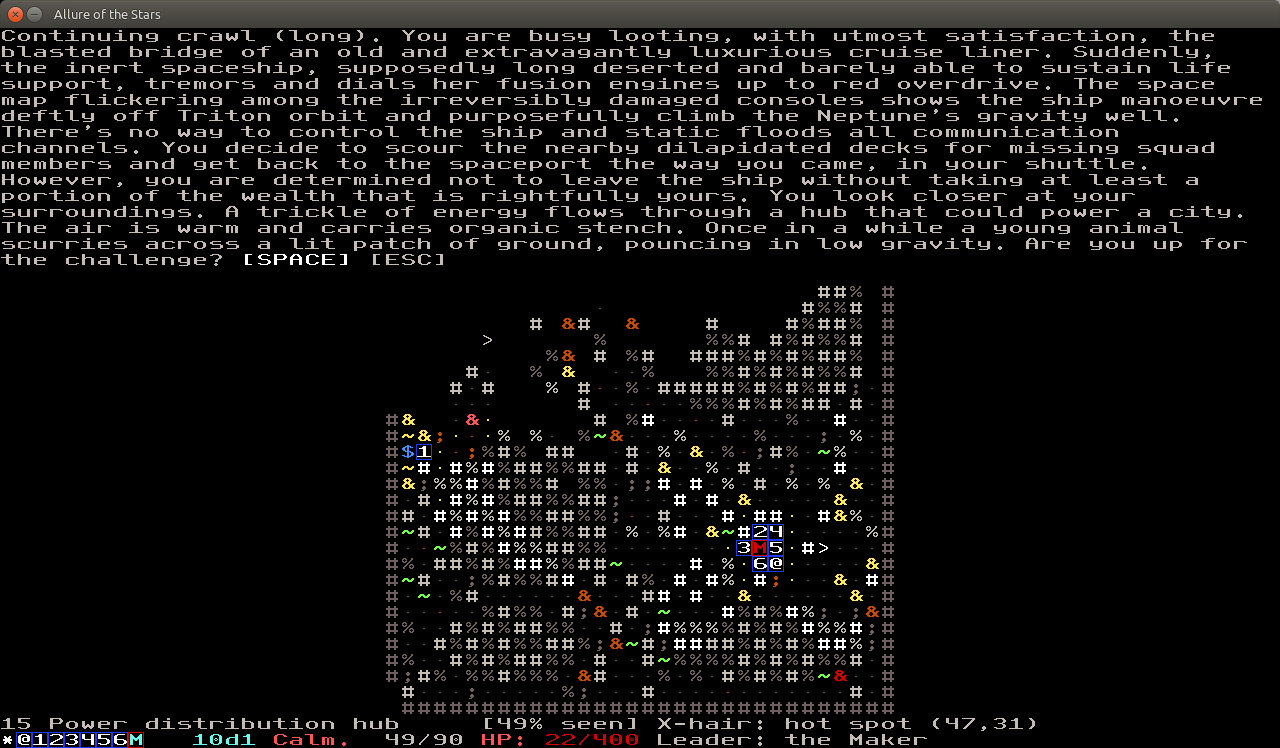 Allure of the Stars
Continuing crawl (long). You are busy looting, with utmost satisfaction, the
blasted bridge of an old and extravagantly luxurious cruise liner. Suddenly,
the inert spaceship, supposedly long deserted and barely able to sustain life
support, tremors and dials her fusion engines up to red overdrive. The space
map flickering among the irreversibly damaged consoles shows the ship manoeuvre
deftly off Triton orbit and purposefully climb the Neptune's gravity well.
There's no way to control the ship and static floods all communication
channels. You decide to scour the nearby dilapidated decks for missing squad
members and get back to the spaceport the way you came, in your shuttle.
However, you are determined not to leave the ship without taking at least a
portion of the wealth that is rightfully yours. You look closer at your
surroundings. A trickle of energy flows through a hub that could power a city.
The air is warm and carries organic stench. Once in a while a young animal
scurries across a lit patch of ground, pouncing in low gravity. Are you up for
the challenge? [SPACE] [ESC]
15 Power distribution hub [49% seen] X-hair: hot spot (47,31)
*@123456M 10d1 Calm. 49/90 HP: 22/400 Leader: the Maker